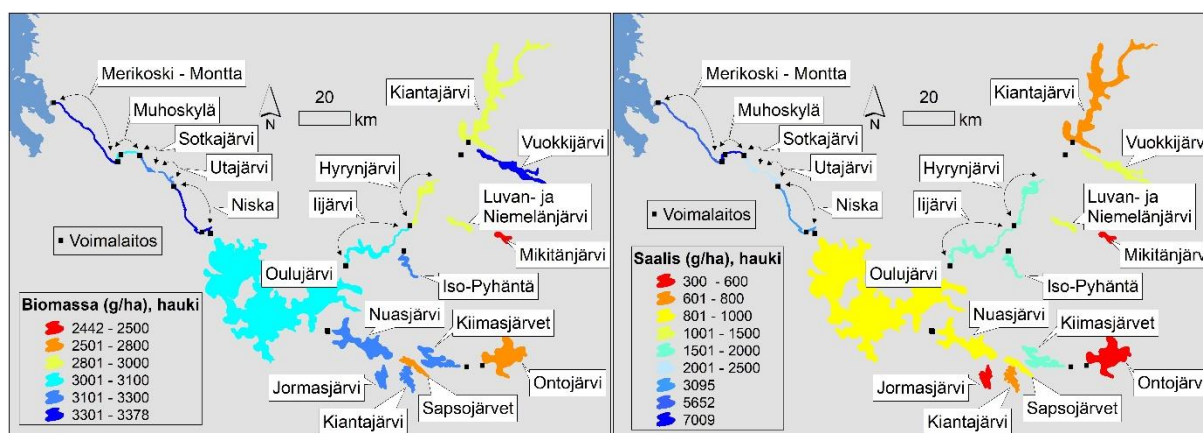 Merikoski - Montta
Muhoskylä
Sotkajärvi
Utajärvi
Niska
20
km
N
Kiantajärvi
Vuokkijärvi
Hyrynjärvi
Iijärvi
Luvan- ja
Niemelänjärvi
Mikitänjärvi
Voimalaitos
Oulujärvi
Iso-Pyhäntä
Nuasjärvi
Kiimasjärvet
Jormasjärvi
Kiantajärvi
Sapsojärvet
Ontojärvi
Biomassa (g/ha), hauki
2442 - 2500
2501 - 2800
2801 - 3000
3001 - 3100
3101 - 3300
3301 - 3378
Merikoski - Montta
Muhoskylä
Sotkajärvi
Utajärvi
Niska
20
km
N
Kiantajärvi
Vuokkijärvi
Hyrynjärvi
Iijärvi
Luvan- ja
Niemelänjärvi
Mikitänjärvi
Voimalaitos
Oulujärvi
Iso-Pyhäntä
Nuasjärvi
Kiimasjärvet
Jormasjärvi
Kiantajärvi
Sapsojärvet
Ontojärvi
Saalis (g/ha), hauki
300 - 600
601 - 800
801 - 1000
1001 - 1500
1501 - 2000
2001 - 2500
3095
5652
7009